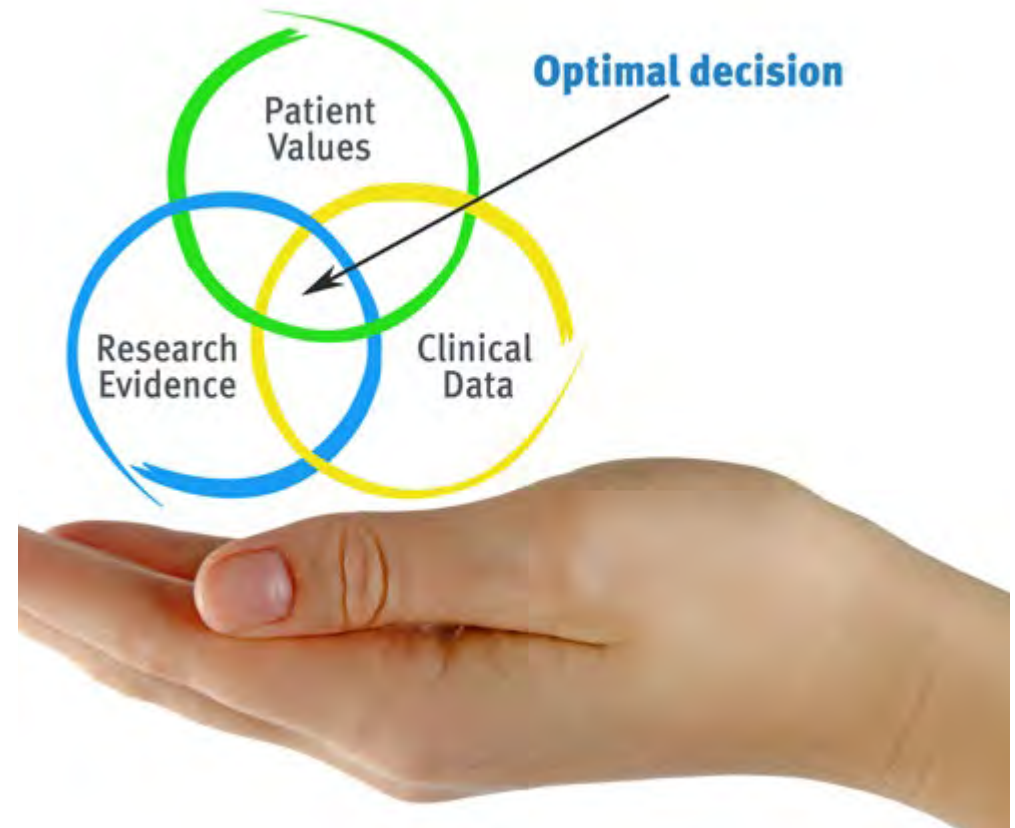 Optimal decision
Patient
Values
Research
Evidence
Clinical
Data